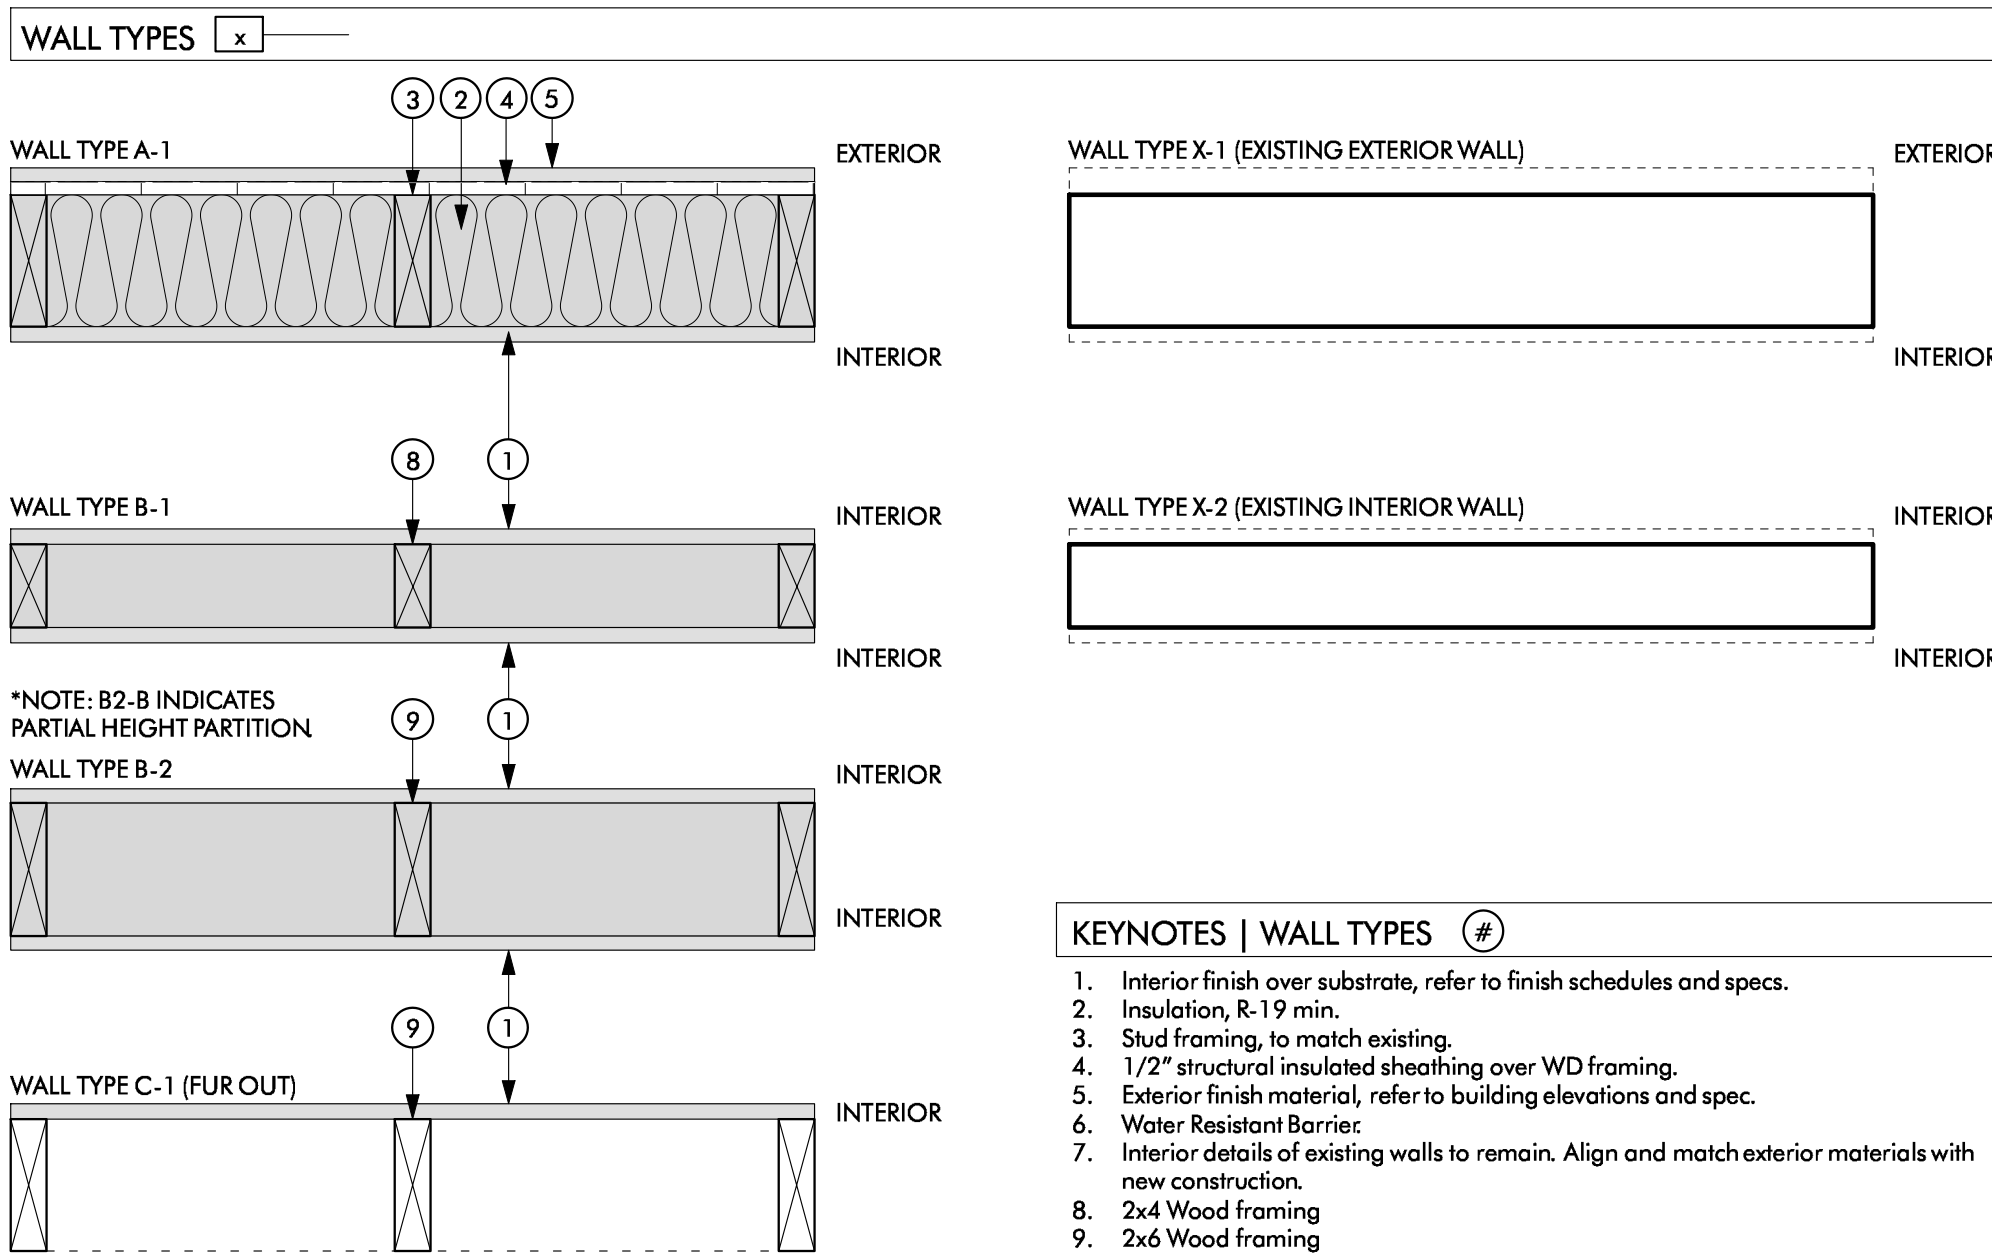 WALL TYPES x
3 2 4 5
WALL TYPE A-1
EXTERIOR
INTERIOR
8 1
WALL TYPE B-1
INTERIOR
INTERIOR
*NOTE: B2-B INDICATES
PARTIAL HEIGHT PARTITION.
9 1
WALL TYPE B-2
INTERIOR
INTERIOR
9 1
WALL TYPE C-1 (FUR OUT)
INTERIOR
WALL TYPE X-1 (EXISTING EXTERIOR WALL)
EXTERIOR
INTERIOR
WALL TYPE X-2 (EXISTING INTERIOR WALL)
INTERIOR
INTERIOR
KEYNOTES | WALL TYPES #
1. Interior finish over substrate, refer to finish schedules and specs.
2. Insulation, R-19 min.
3. Stud framing, to match existing.
4. 1/2" structural insulated sheathing over WD framing.
5. Exterior finish material, refer to building elevations and spec.
6. Water Resistant Barrier.
7. Interior details of existing walls to remain. Align and match exterior materials with
new construction.
8. 2x4 Wood framing
9. 2x6 Wood framing